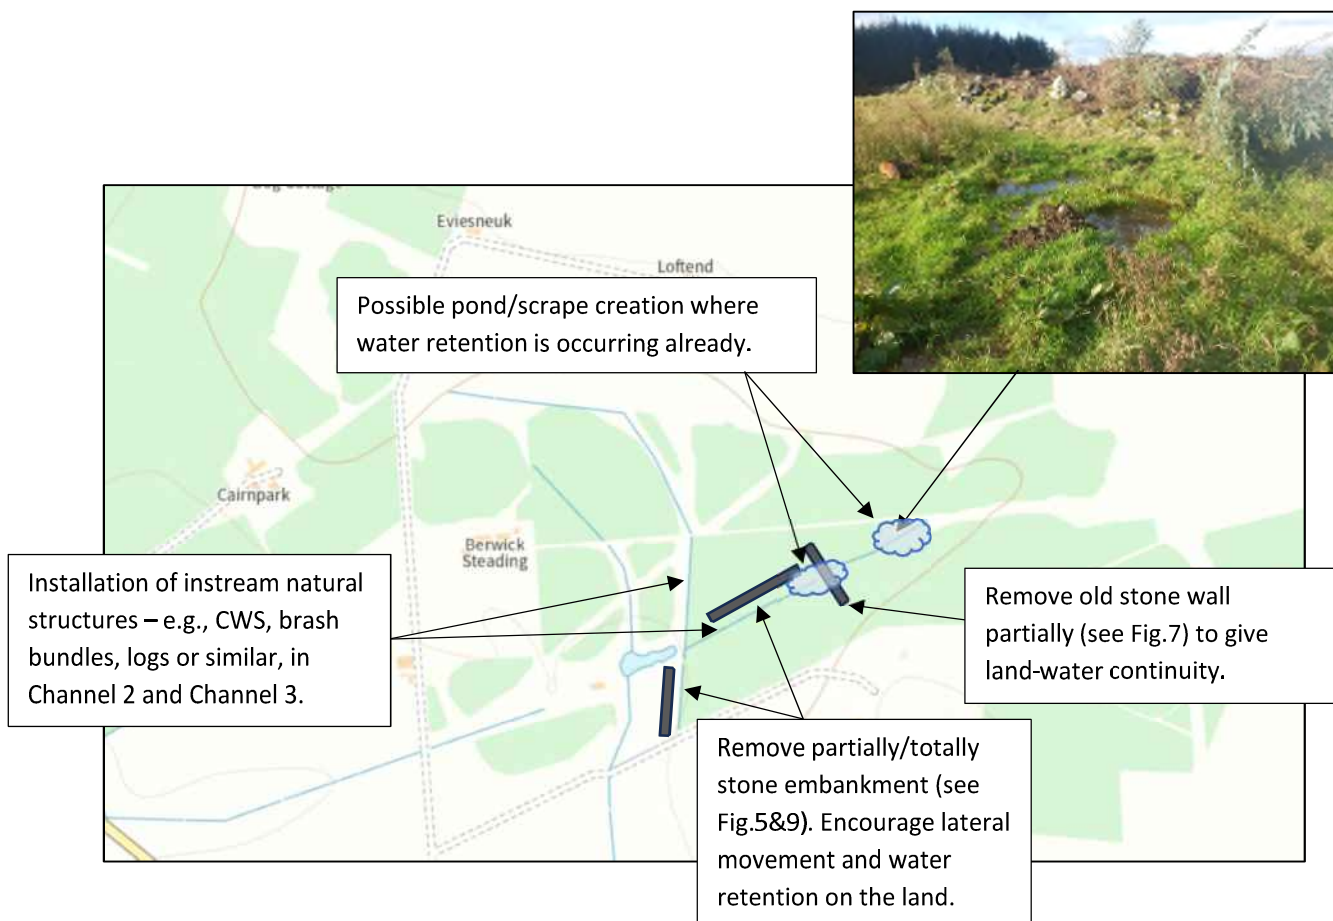 Eviesneuk
Loftend
Possible pond/scrape creation where
water retention is occurring already.
Cairnpark
Berwick
Steading
Installation of instream natural
structures – e.g., CWS, brash
bundles, logs or similar, in
Channel 2 and Channel 3.
Remove old stone wall
partially (see Fig.7) to give
land-water continuity.
Remove partially/totally
stone embankment (see
Fig.5&9). Encourage lateral
movement and water
retention on the land.